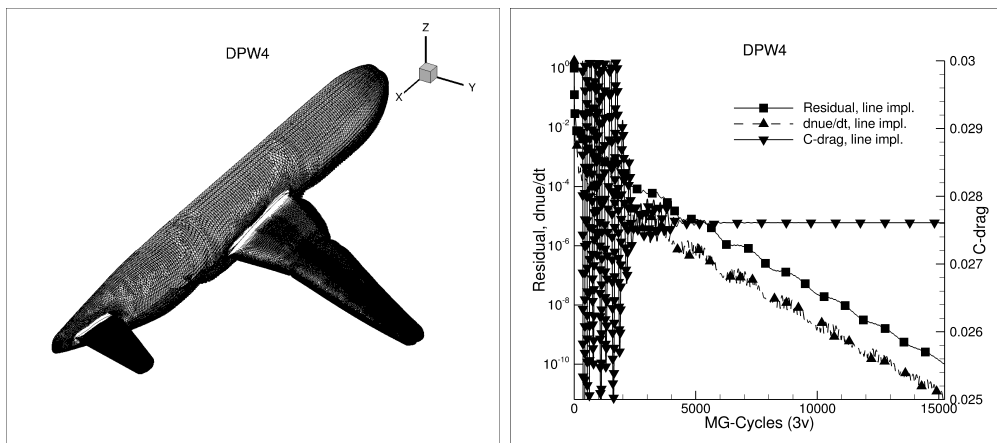 DPW4
Z
Y
X
DPW4
Residual, line impl.
dnue/dt, line impl.
C-drag, line impl.
Residual, dnue/dt
10^0
10^-2
10^-4
10^-6
10^-8
10^-10
0.03
0.029
0.028
0.027
0.026
0.025
C-drag
0
5000
10000
15000
MG-Cycles (3v)